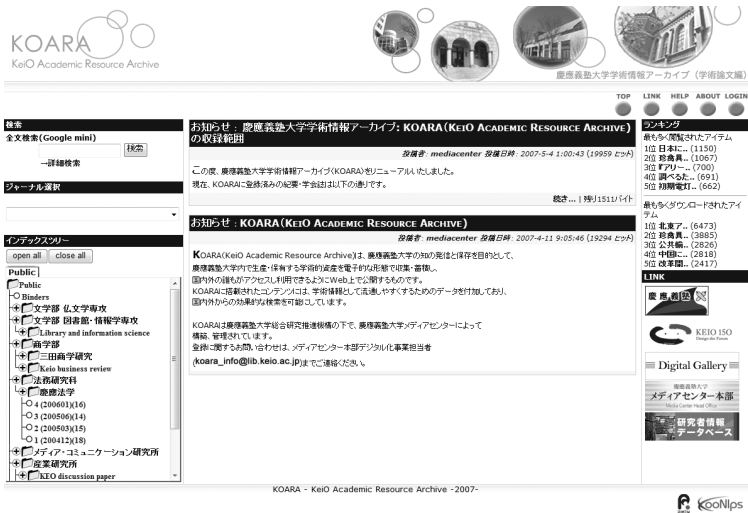 KOARA
KeiO Academic Resource Archive
慶應義塾大学学術情報アーカイブ（学術論文編）
TOP LINK HELP ABOUT LOGIN
検索
全文検索(Google mini)
検索
→詳細検索
ジャーナル選択
インデックスツリー
open all close all
Public
Public
Binders
文学部 仏文学専攻
文学部 図書館・情報学専攻
Library and information science
商学部
三田商学研究
Keio business review
法務研究科
慶應法学
4 (200601)(16)
3 (200506)(14)
2 (200503)(15)
1 (200412)(18)
メディア・コミュニケーション研究所
産業研究所
KEO discussion paper
お知らせ : 慶應義塾大学学術情報アーカイブ: KOARA(KEIO ACADEMIC RESOURCE ARCHIVE)
の収録範囲
投稿者: mediacenter 投稿日時: 2007-5-4 1:00:43 (19959 ヒット)
この度、慶應義塾大学学術情報アーカイブ(KOARA)をリニューアルいたしました。
現在、KOARAに登録済みの紀要・学会誌は以下の通りです。
続き... | 残り1511バイト
お知らせ : KOARA(KEIO ACADEMIC RESOURCE ARCHIVE)
投稿者: mediacenter 投稿日時: 2007-4-11 9:05:46 (19294 ヒット)
KOARA(KeiO Academic Resource Archive)は、慶應義塾大学の知の発信と保存を目的として、
慶應義塾大学内で生産・保有する学術的資産を電子的な形態で収集・蓄積し、
国内外の誰もがアクセスし利用できるようにWeb上で公開するものです。
KOARAに搭載されたコンテンツには、学術情報として流通しやすくするためのデータを付加しており、
国内外からの効果的な検索を可能にしています。
KOARAは慶應義塾大学総合研究推進機構の下で、慶應義塾大学メディアセンターによって
構築、管理されています。
登録に関するお問い合わせは、メディアセンター本部デジタル化事業担当者
(koara_info@lib.keio.ac.jp)までご連絡ください。
ランキング
最も多く閲覧されたアイテム
1位 日本に.. (1150)
2位 珍禽異.. (1067)
3位 『アリー.. (700)
4位 調べるた.. (691)
5位 初期電灯.. (662)
最も多くダウンロードされたアイ
テム
1位 北東ア.. (6473)
2位 珍禽異.. (3885)
3位 公共輸.. (2826)
4位 中国に.. (2818)
5位 改革開.. (2417)
LINK
慶應義塾
KEIO 150
Design the Future
Digital Gallery
慶應義塾大学
メディアセンター本部
Media Center Head Office
研究者情報
データベース
KOARA - KeiO Academic Resource Archive -2007-
XooNIps